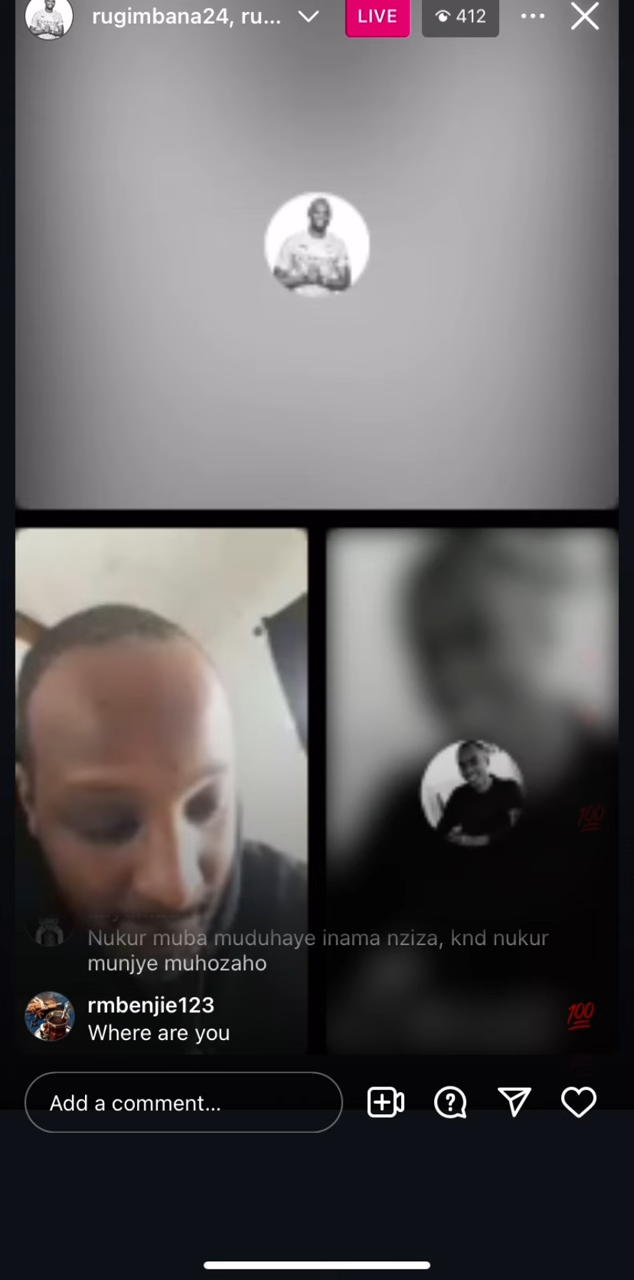 rugimbana24, ru...
LIVE
412
Nukur muba muduhaye inama nziza, knd nukur
munjye muhozaho
rmbenjie123
Where are you
💯
💯
Add a comment...